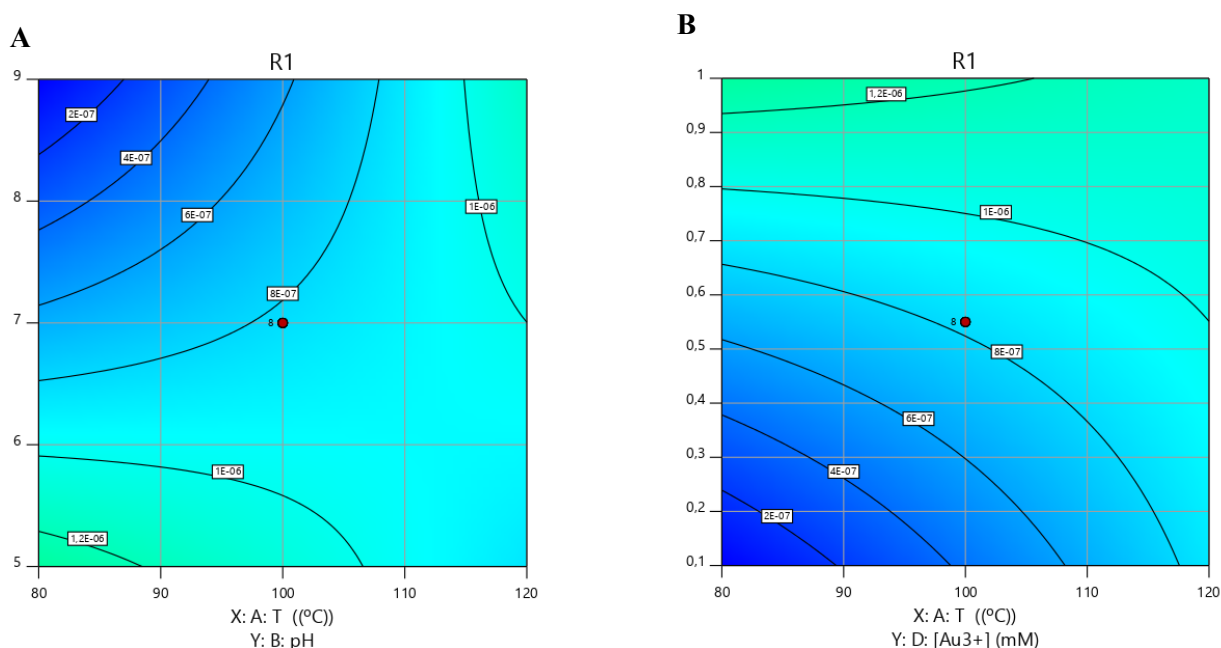 A
R1
9
8
7
6
5
2E-07
4E-07
6E-07
8E-07
1E-06
8
1E-06
1,2E-06
80
90
100
110
120
X: A: T ((ºC))
Y: B: pH
B
R1
1
0,9
0,8
0,7
0,6
0,5
0,4
0,3
0,2
0,1
1,2E-06
1E-06
8
8E-07
6E-07
4E-07
2E-07
80
90
100
110
120
X: A: T ((ºC))
Y: D: [Au3+] (mM)